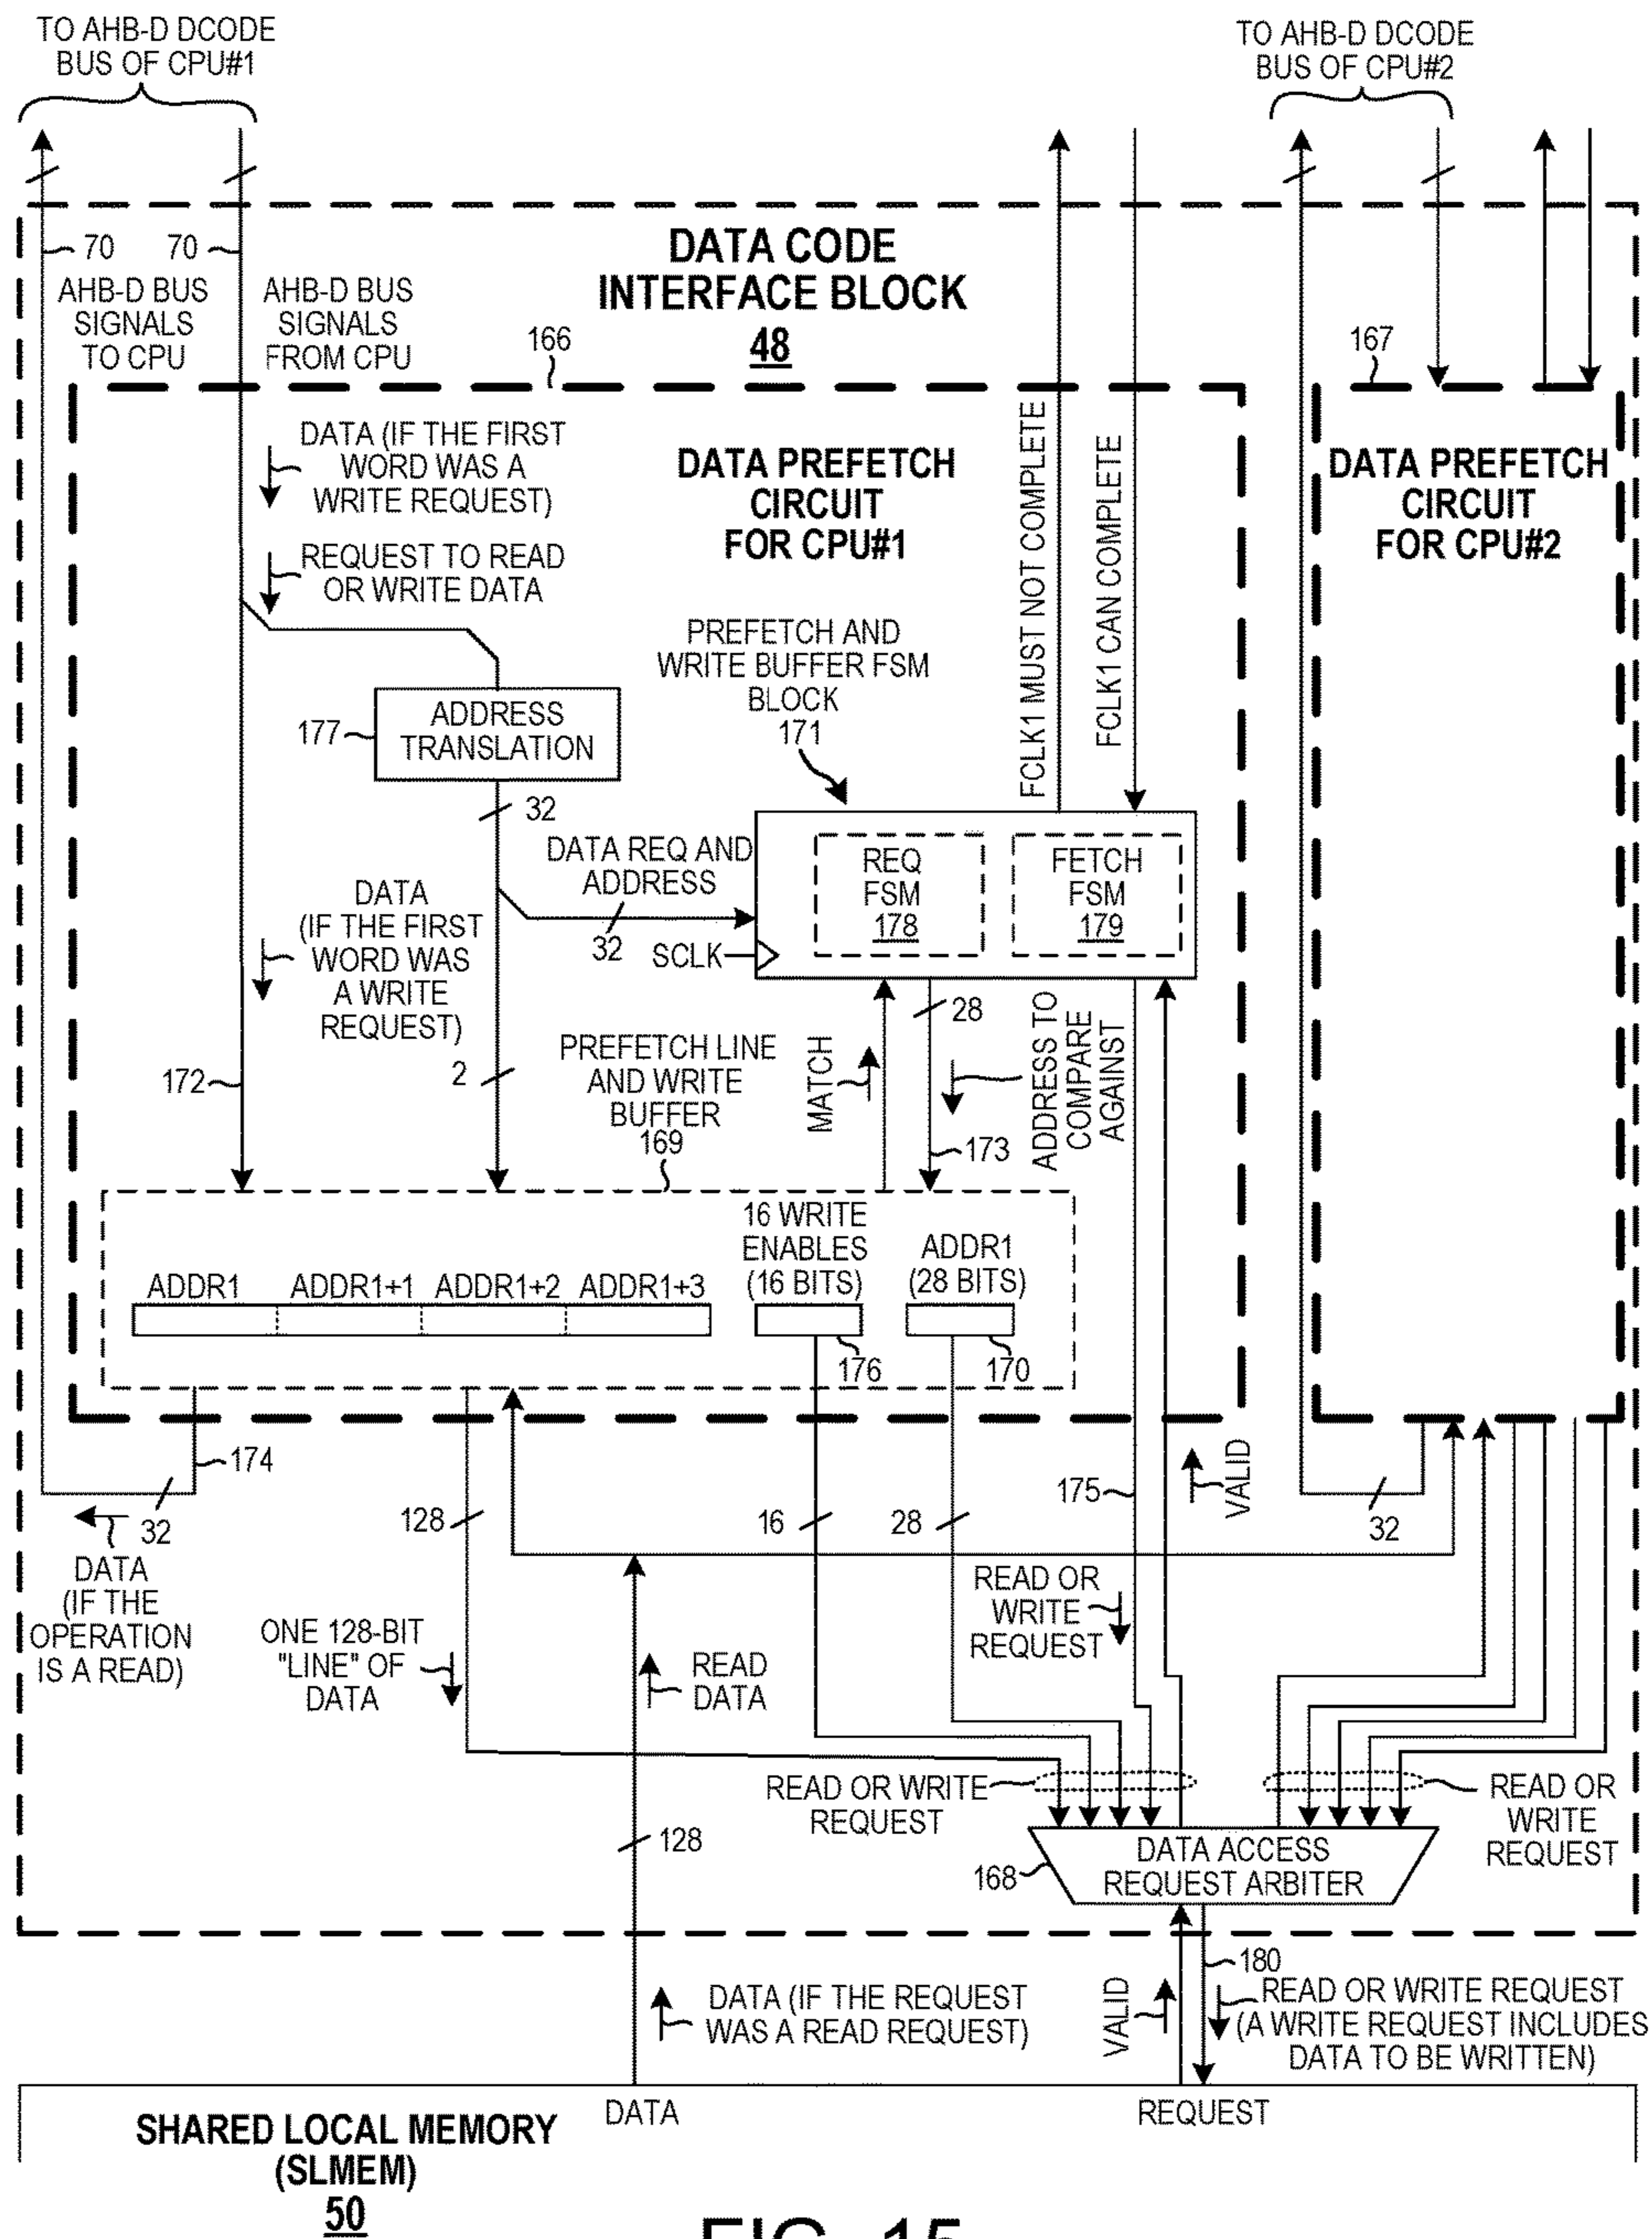 TO AHB-D DCODE
BUS OF CPU#1
TO AHB-D DCODE
BUS OF CPU#2
70
70
AHB-D BUS
SIGNALS
TO CPU
AHB-D BUS
SIGNALS
FROM CPU
DATA CODE
INTERFACE BLOCK
48
166
167
DATA (IF THE FIRST
WORD WAS A
WRITE REQUEST)
REQUEST TO READ
OR WRITE DATA
DATA PREFETCH
CIRCUIT
FOR CPU#1
FCLK1 MUST NOT COMPLETE
FCLK1 CAN COMPLETE
DATA PREFETCH
CIRCUIT
FOR CPU#2
PREFETCH AND
WRITE BUFFER FSM
BLOCK
171
177
ADDRESS
TRANSLATION
32
DATA REQ AND
ADDRESS
32
SCLK
REQ
FSM
178
FETCH
FSM
179
DATA
(IF THE FIRST
WORD WAS
A WRITE
REQUEST)
172
2
PREFETCH LINE
AND WRITE
BUFFER
169
MATCH
28
173
ADDRESS TO
COMPARE
AGAINST
ADDR1
ADDR1+1
ADDR1+2
ADDR1+3
16 WRITE
ENABLES
(16 BITS)
ADDR1
(28 BITS)
176
170
174
32
DATA
(IF THE
OPERATION
IS A READ)
128
16
28
175
VALID
32
ONE 128-BIT
"LINE" OF
DATA
READ
DATA
READ OR
WRITE
REQUEST
READ OR WRITE
REQUEST
READ OR
WRITE
REQUEST
128
168
DATA ACCESS
REQUEST ARBITER
180
DATA (IF THE REQUEST
WAS A READ REQUEST)
VALID
READ OR WRITE REQUEST
(A WRITE REQUEST INCLUDES
DATA TO BE WRITTEN)
DATA
REQUEST
SHARED LOCAL MEMORY
(SLMEM)
50
FIG. 15